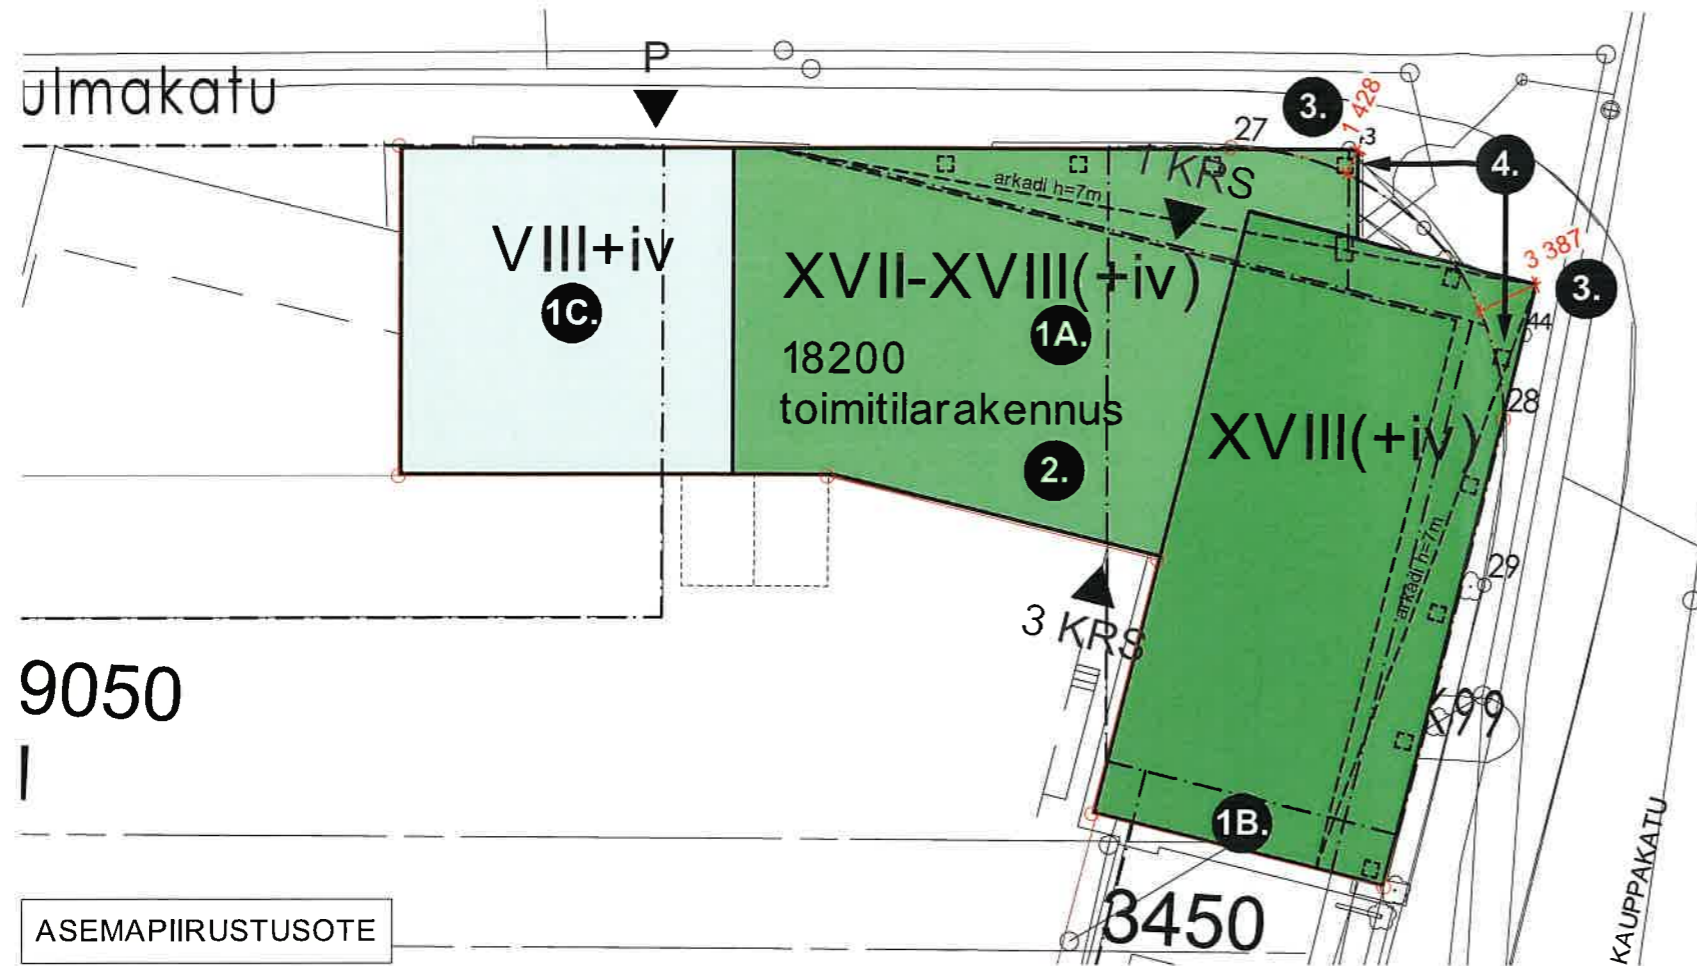 P
ulmakatu
3.
1 428
27
4.
1 KRS
arkadi h=7m
3 387
3.
VIII+iv
1C.
XVII-XVIII(+iv)
1A.
44
18200
toimitilarakennus
28
XVIII(+iv)
2.
arkadi h=7m
29
3 KRS
9050
699
I
1B.
KAUPPAKATU
3450
ASEMAPIIRUSTUSOTE